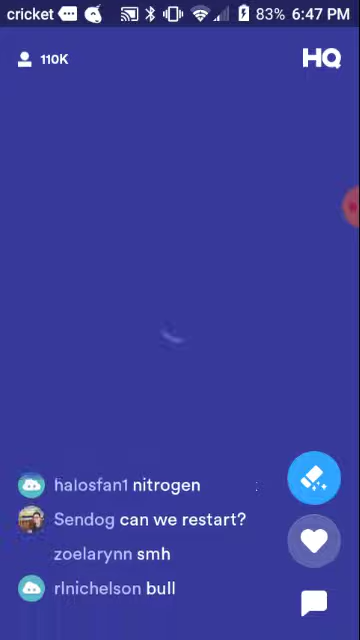 cricket 83% 6:47 PM
110K HQ
halosfan1 nitrogen
Sendog can we restart?
zoelarynn smh
rlnichelson bull